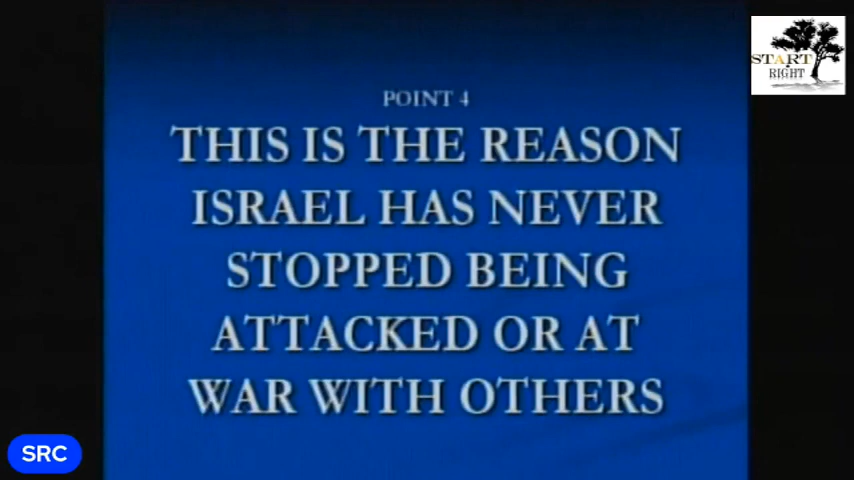 START
RIGHT
POINT 4
THIS IS THE REASON
ISRAEL HAS NEVER
STOPPED BEING
ATTACKED OR AT
WAR WITH OTHERS
SRC